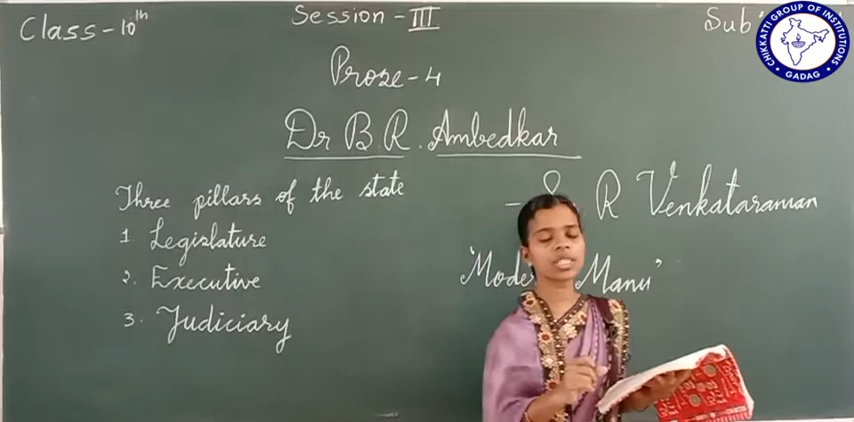 Class - 10th
Session - III
Sub
CHIKKATTI GROUP OF INSTITUTIONS
GADAG
Prose - 4
Dr B. R. Ambedkar
- R Venkataraman
Three pillars of the state
1 Legislature
2. Executive
3. Judiciary
Manu"